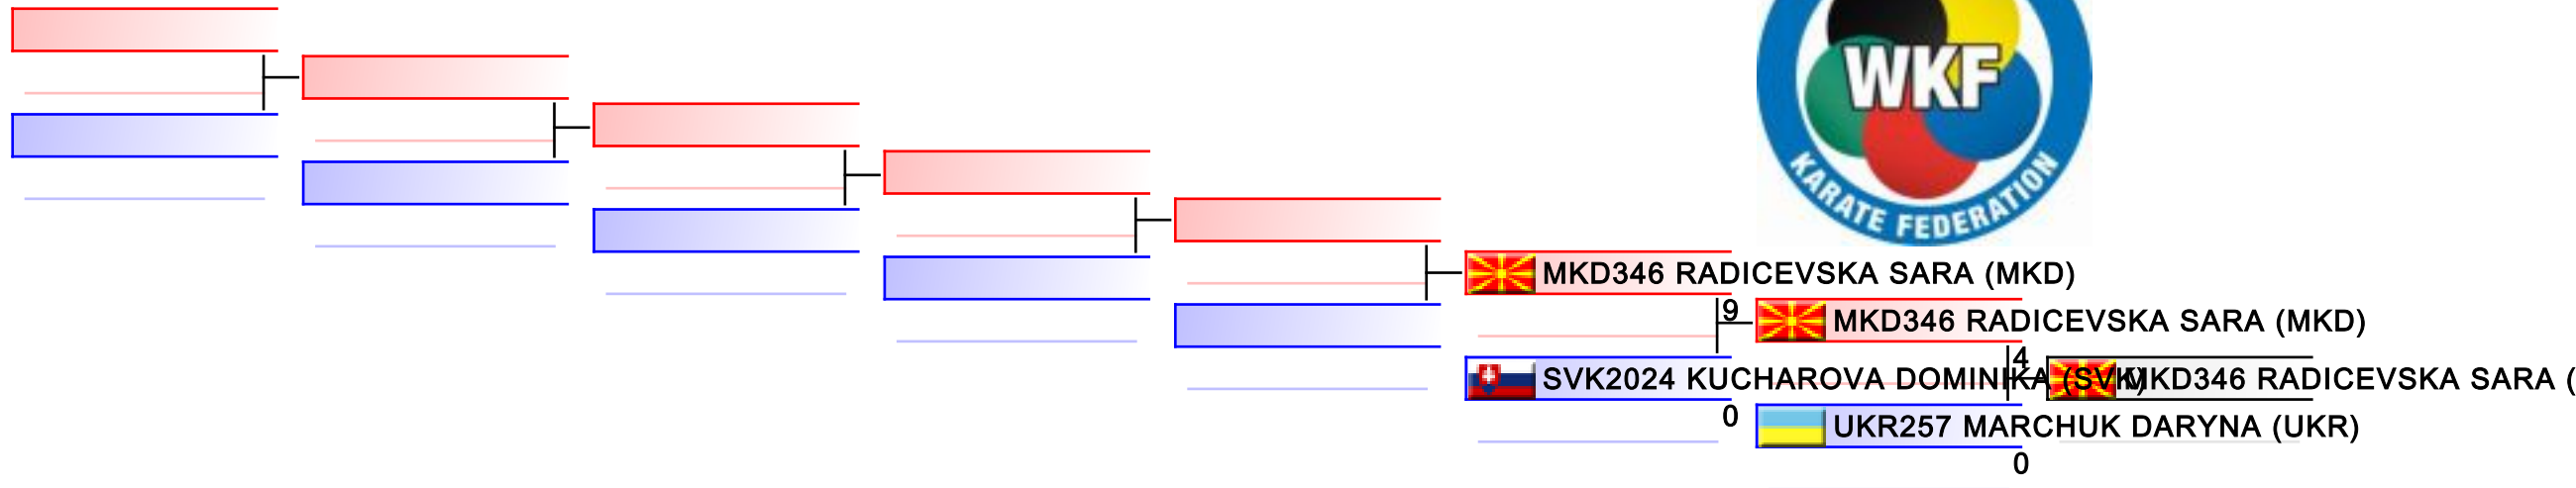 WKF
KARATE FEDERATION
MKD346 RADICEVSKA SARA (MKD)
9
MKD346 RADICEVSKA SARA (MKD)
4
SVK2024 KUCHAROVA DOMINIKA (SVK)
MKD346 RADICEVSKA SARA (
0
UKR257 MARCHUK DARYNA (UKR)
0